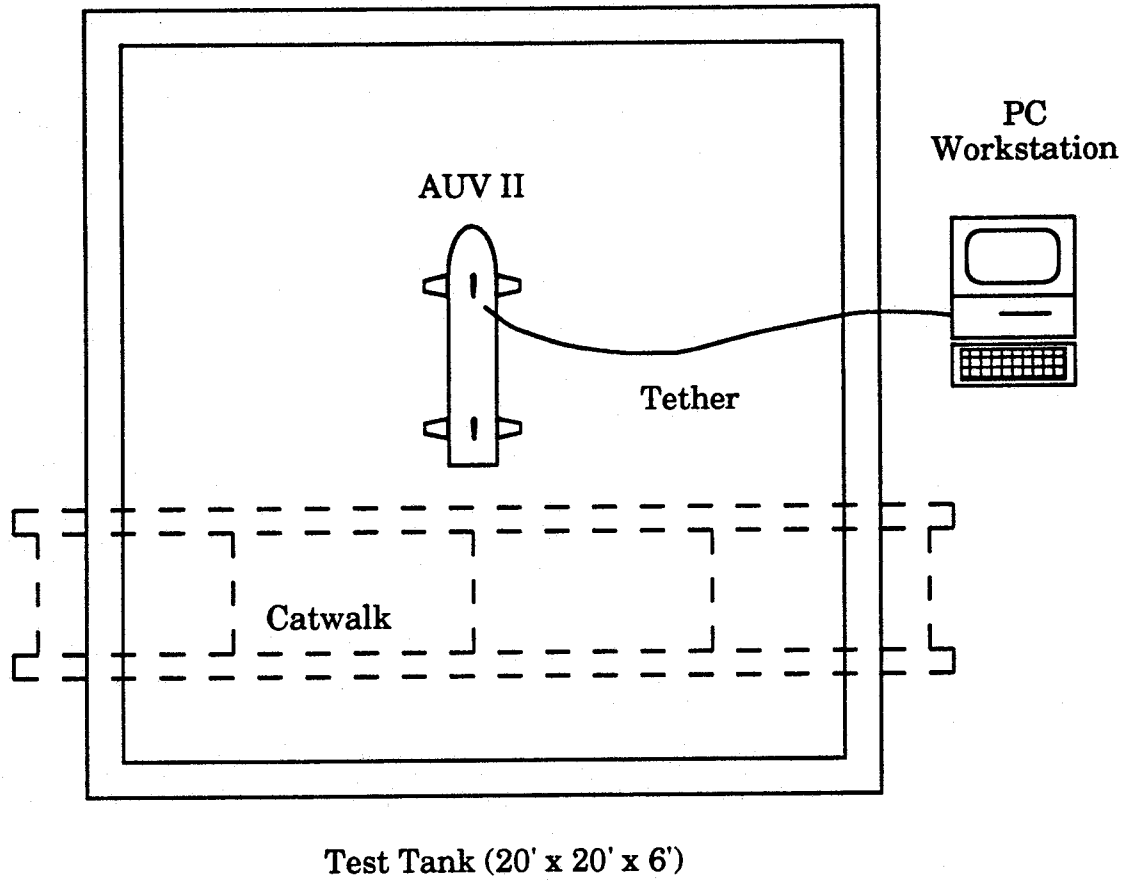 PC
Workstation
AUV II
Tether
Catwalk
Test Tank (20' x 20' x 6')